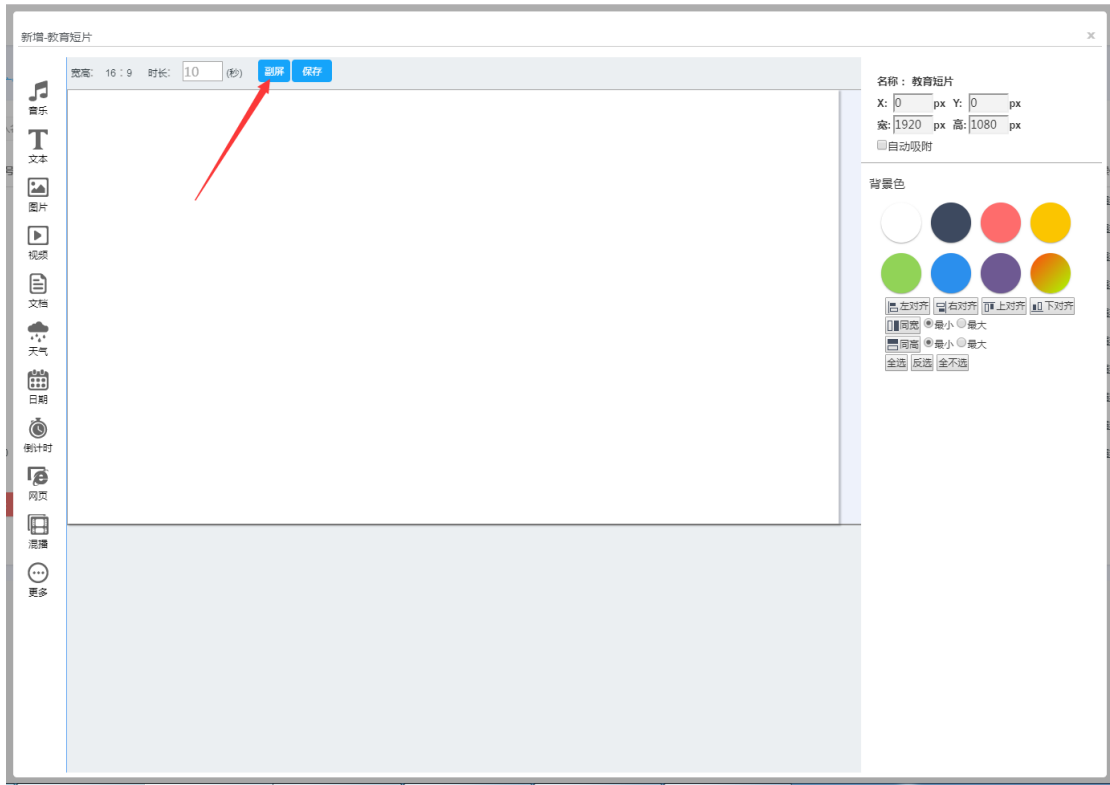 新增-教育短片
×
宽高: 16:9 时长: 10 (秒) 副屏 保存
音乐
T
文本
图片
视频
文档
天气
日期
倒计时
网页
混播
更多
名称：教育短片
X: 0 px Y: 0 px
宽: 1920 px 高: 1080 px
自动吸附
背景色
左对齐 右对齐 上对齐 下对齐
同宽 最小 最大
同高 最小 最大
全选 反选 全不选